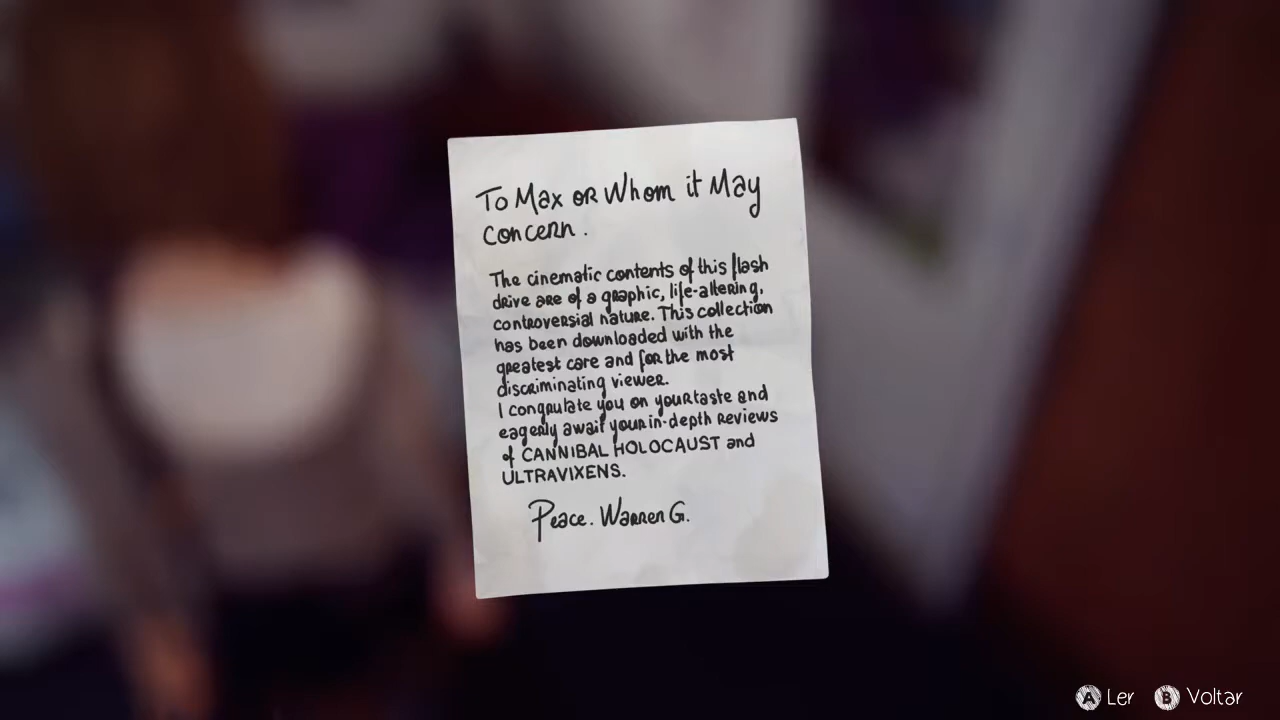 To Max or Whom it May
Concern.
The cinematic contents of this flash
drive are of a graphic, life-altering,
controversial nature. This collection
has been downloaded with the
greatest care and for the most
discriminating viewer.
I congrulate you on your taste and
eagerly await your in-depth reviews
of CANNIBAL HOLOCAUST and
ULTRAVIXENS.
Peace. Warren G.
A Ler B Voltar